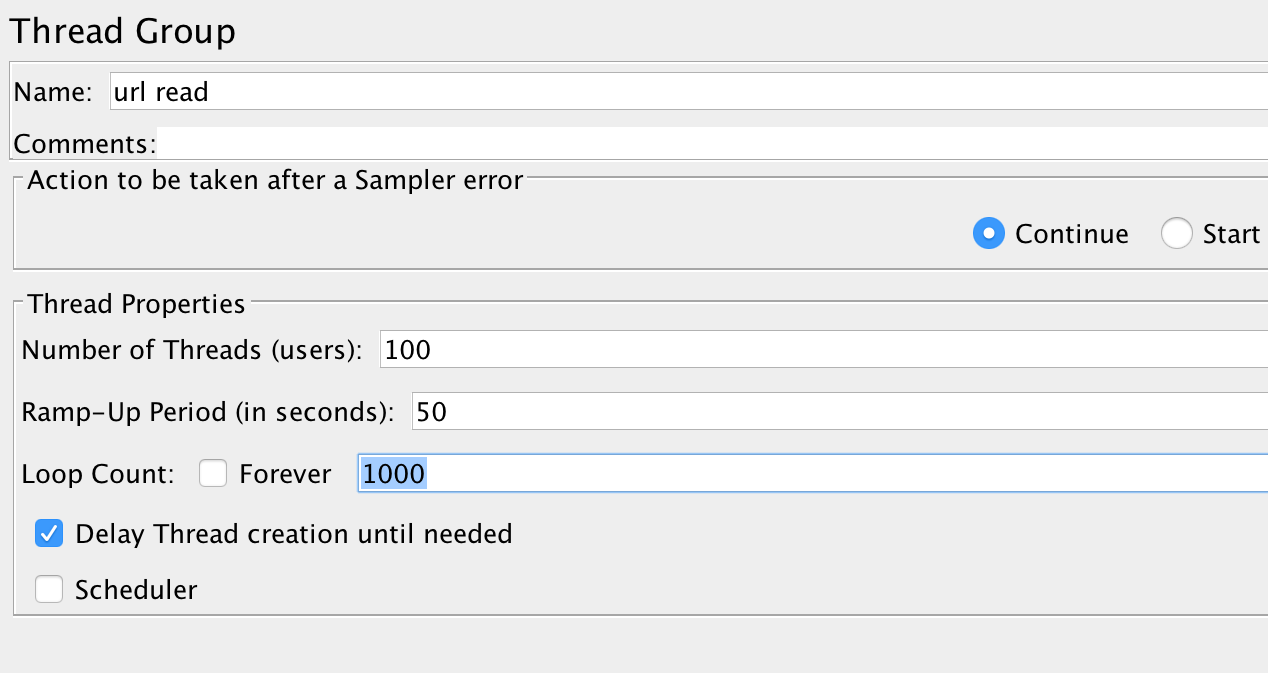 Thread Group
Name: url read
Comments:
Action to be taken after a Sampler error
Continue Start
Thread Properties
Number of Threads (users): 100
Ramp-Up Period (in seconds): 50
Loop Count: Forever 1000
Delay Thread creation until needed
Scheduler